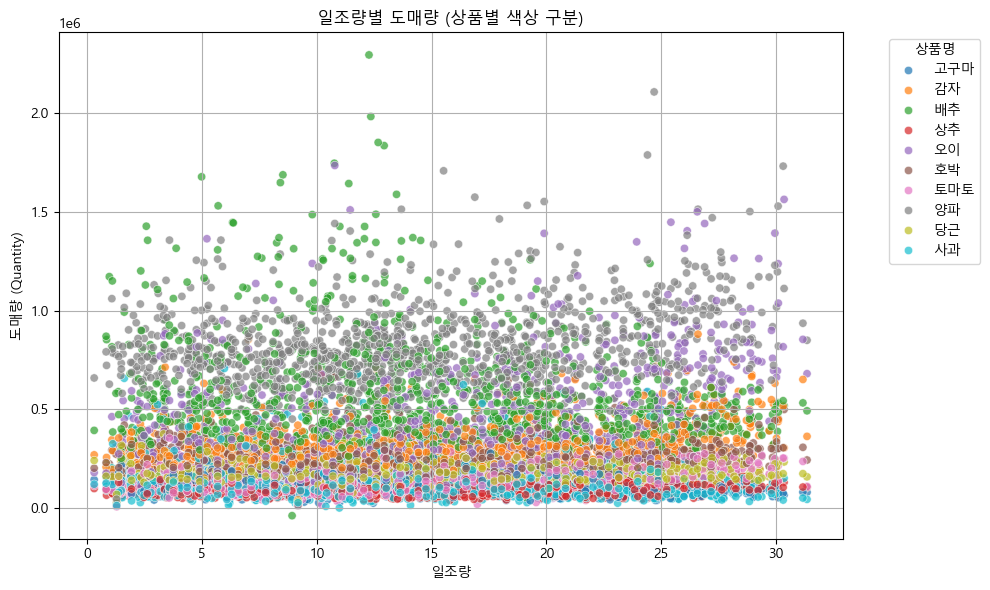 일조량별 도매량 (상품별 색상 구분)
1e6
도매량 (Quantity)
2.0
1.5
1.0
0.5
0.0
0 5 10 15 20 25 30
일조량
상품명
고구마
감자
배추
상추
오이
호박
토마토
양파
당근
사과